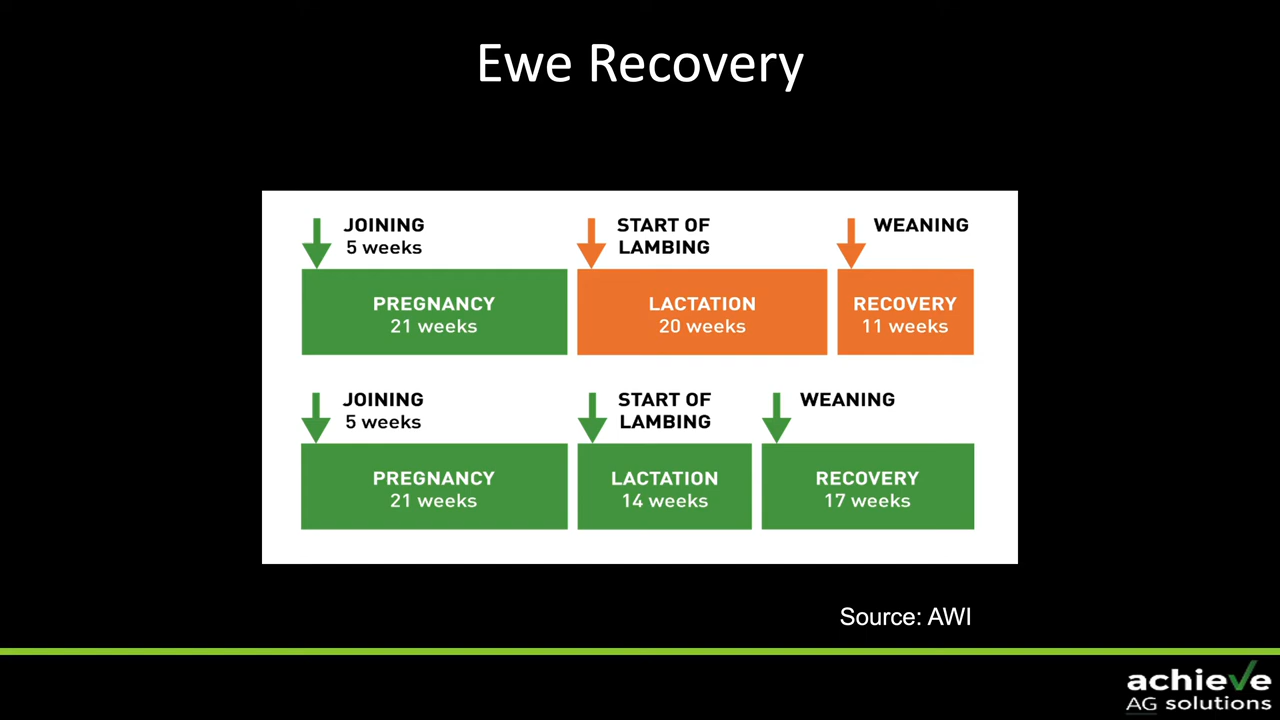 Ewe Recovery
JOINING
5 weeks
START OF
LAMBING
WEANING
PREGNANCY
21 weeks
LACTATION
20 weeks
RECOVERY
11 weeks
JOINING
5 weeks
START OF
LAMBING
WEANING
PREGNANCY
21 weeks
LACTATION
14 weeks
RECOVERY
17 weeks
Source: AWI
achieve
AG solutions